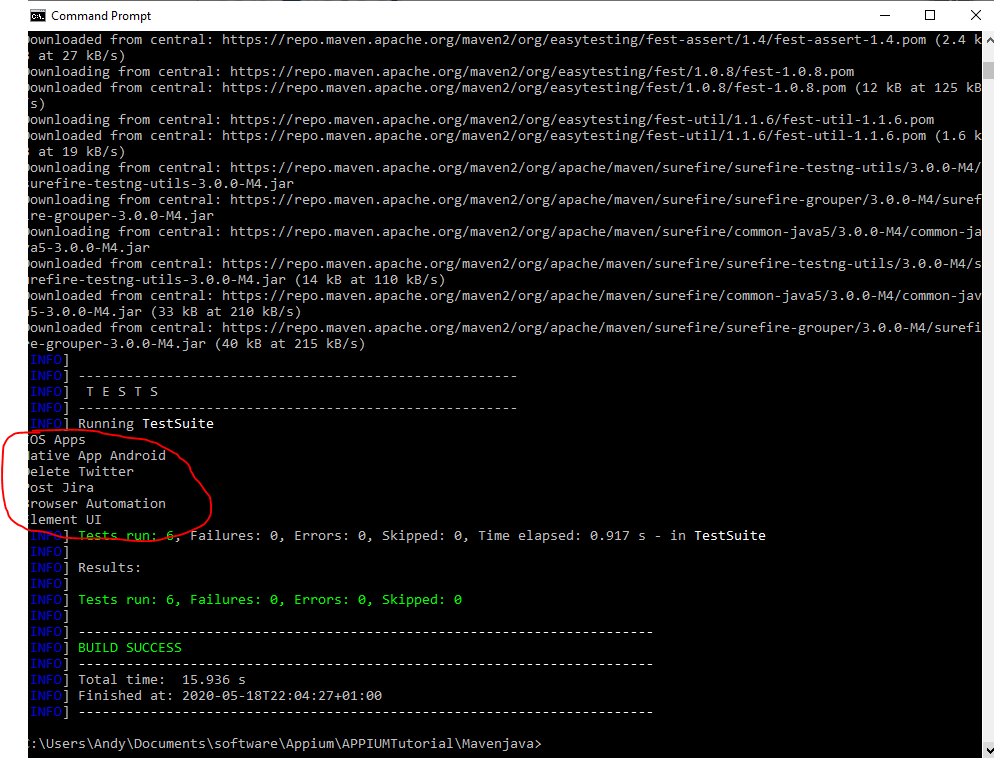 Command Prompt
ownloaded from central: https://repo.maven.apache.org/maven2/org/easytesting/fest-assert/1.4/fest-assert-1.4.pom (2.4 k
at 27 kB/s)
ownloading from central: https://repo.maven.apache.org/maven2/org/easytesting/fest/1.0.8/fest-1.0.8.pom
ownloaded from central: https://repo.maven.apache.org/maven2/org/easytesting/fest/1.0.8/fest-1.0.8.pom (12 kB at 125 kB
s)
ownloading from central: https://repo.maven.apache.org/maven2/org/easytesting/fest-util/1.1.6/fest-util-1.1.6.pom
ownloaded from central: https://repo.maven.apache.org/maven2/org/easytesting/fest-util/1.1.6/fest-util-1.1.6.pom (1.6 k
at 19 kB/s)
ownloading from central: https://repo.maven.apache.org/maven2/org/apache/maven/surefire/surefire-testng-utils/3.0.0-M4/
urefire-testng-utils-3.0.0-M4.jar
ownloading from central: https://repo.maven.apache.org/maven2/org/apache/maven/surefire/surefire-grouper/3.0.0-M4/suref
re-grouper-3.0.0-M4.jar
ownloading from central: https://repo.maven.apache.org/maven2/org/apache/maven/surefire/common-java5/3.0.0-M4/common-ja
a5-3.0.0-M4.jar
ownloaded from central: https://repo.maven.apache.org/maven2/org/apache/maven/surefire/surefire-testng-utils/3.0.0-M4/s
refire-testng-utils-3.0.0-M4.jar (14 kB at 110 kB/s)
ownloaded from central: https://repo.maven.apache.org/maven2/org/apache/maven/surefire/common-java5/3.0.0-M4/common-jav
5-3.0.0-M4.jar (33 kB at 210 kB/s)
ownloaded from central: https://repo.maven.apache.org/maven2/org/apache/maven/surefire/surefire-grouper/3.0.0-M4/surefi
e-grouper-3.0.0-M4.jar (40 kB at 215 kB/s)
INFO]
INFO] -------------------------------------------------------
INFO]  T E S T S
INFO] -------------------------------------------------------
INFO] Running TestSuite
OS Apps
ative App Android
elete Twitter
ost Jira
rowser Automation
lement UI
INFO] Tests run: 6, Failures: 0, Errors: 0, Skipped: 0, Time elapsed: 0.917 s - in TestSuite
INFO]
INFO] Results:
INFO]
INFO] Tests run: 6, Failures: 0, Errors: 0, Skipped: 0
INFO]
INFO] ------------------------------------------------------------------------
INFO] BUILD SUCCESS
INFO] ------------------------------------------------------------------------
INFO] Total time:  15.936 s
INFO] Finished at: 2020-05-18T22:04:27+01:00
INFO] ------------------------------------------------------------------------
:\Users\Andy\Documents\software\Appium\APPIUMTutorial\Mavenjava>